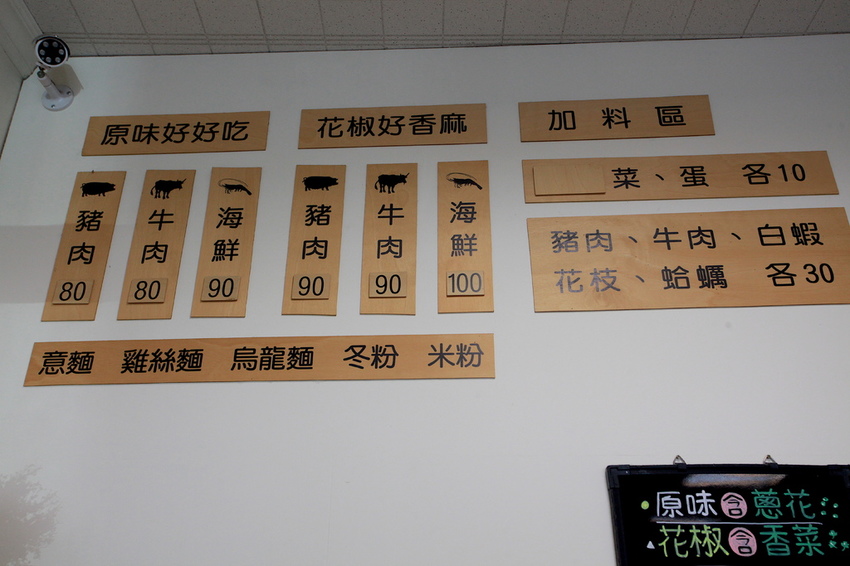 原味好好吃
豬肉 80
牛肉 80
海鮮 90
花椒好香麻
豬肉 90
牛肉 90
海鮮 100
意麵 雞絲麵 烏龍麵 冬粉 米粉
加料區
菜、蛋 各10
豬肉、牛肉、白蝦
花枝、蛤蠣 各30
原味含蔥花
花椒含香菜